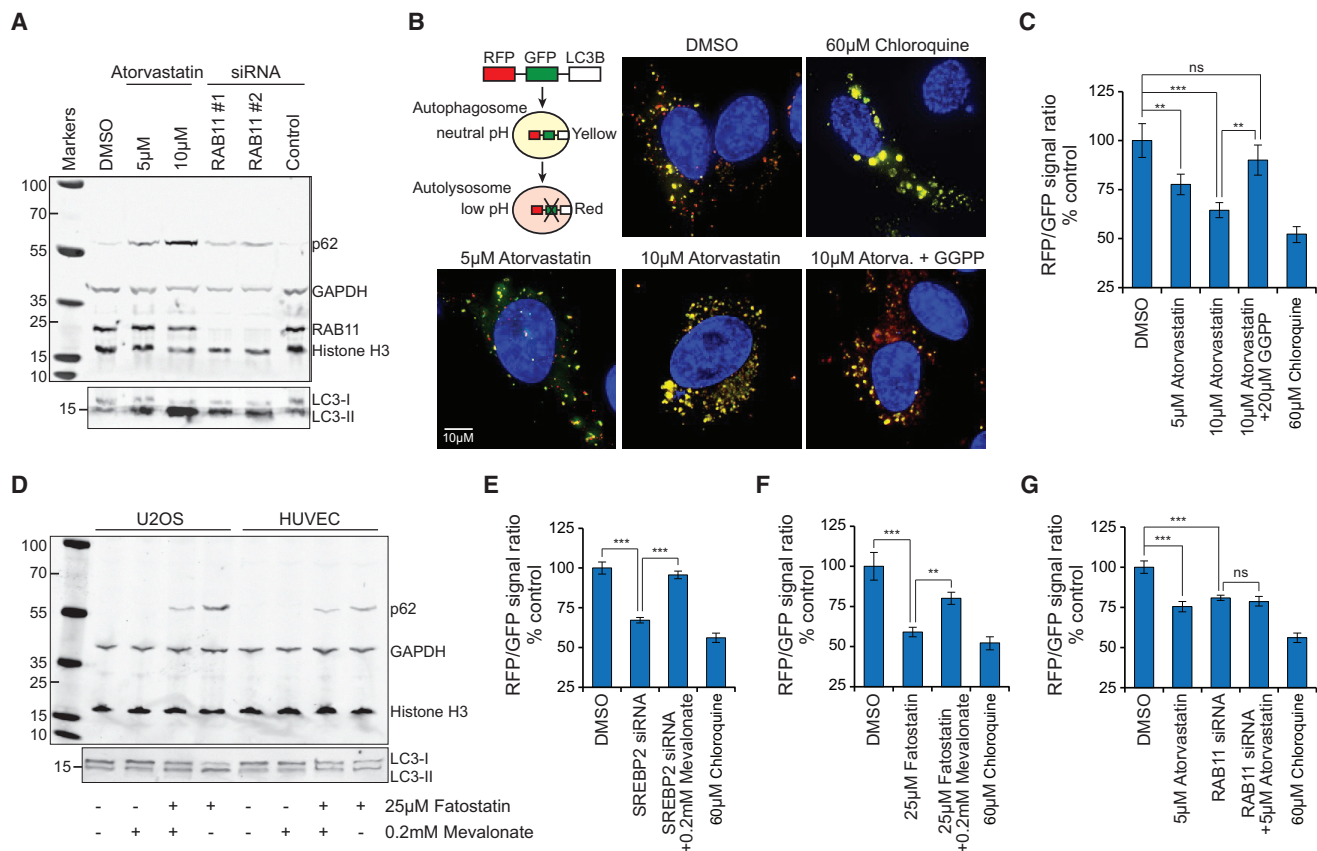 A
Atorvastatin
siRNA
Markers
DMSO
5µM
10µM
RAB11 #1
RAB11 #2
Control
100
70
55
35
25
15
10
p62
GAPDH
RAB11
Histone H3
15
LC3-I
LC3-II
B
RFP GFP LC3B
Autophagosome
neutral pH
Yellow
Autolysosome
low pH
Red
X
DMSO
60µM Chloroquine
5µM Atorvastatin
10µM
10µM Atorvastatin
10µM Atorva. + GGPP
C
RFP/GFP signal ratio
% control
125
100
75
50
25
ns
***
**
**
DMSO
5µM Atorvastatin
10µM Atorvastatin
10µM Atorvastatin
+20µM GGPP
60µM Chloroquine
D
U2OS
HUVEC
100
70
55
35
25
15
10
p62
GAPDH
Histone H3
15
LC3-I
LC3-II
- - + + - - + + 25µM Fatostatin
- + + - - + + - 0.2mM Mevalonate
E
RFP/GFP signal ratio
% control
125
100
75
50
25
*** ***
DMSO
SREBP2 siRNA
SREBP2 siRNA
+0.2mM Mevalonate
60µM Chloroquine
F
RFP/GFP signal ratio
% control
125
100
75
50
25
***
**
DMSO
25µM Fatostatin
25µM Fatostatin
+0.2mM Mevalonate
60µM Chloroquine
G
RFP/GFP signal ratio
% control
125
100
75
50
25
***
***
ns
DMSO
5µM Atorvastatin
RAB11 siRNA
RAB11 siRNA
+5µM Atorvastatin
60µM Chloroquine